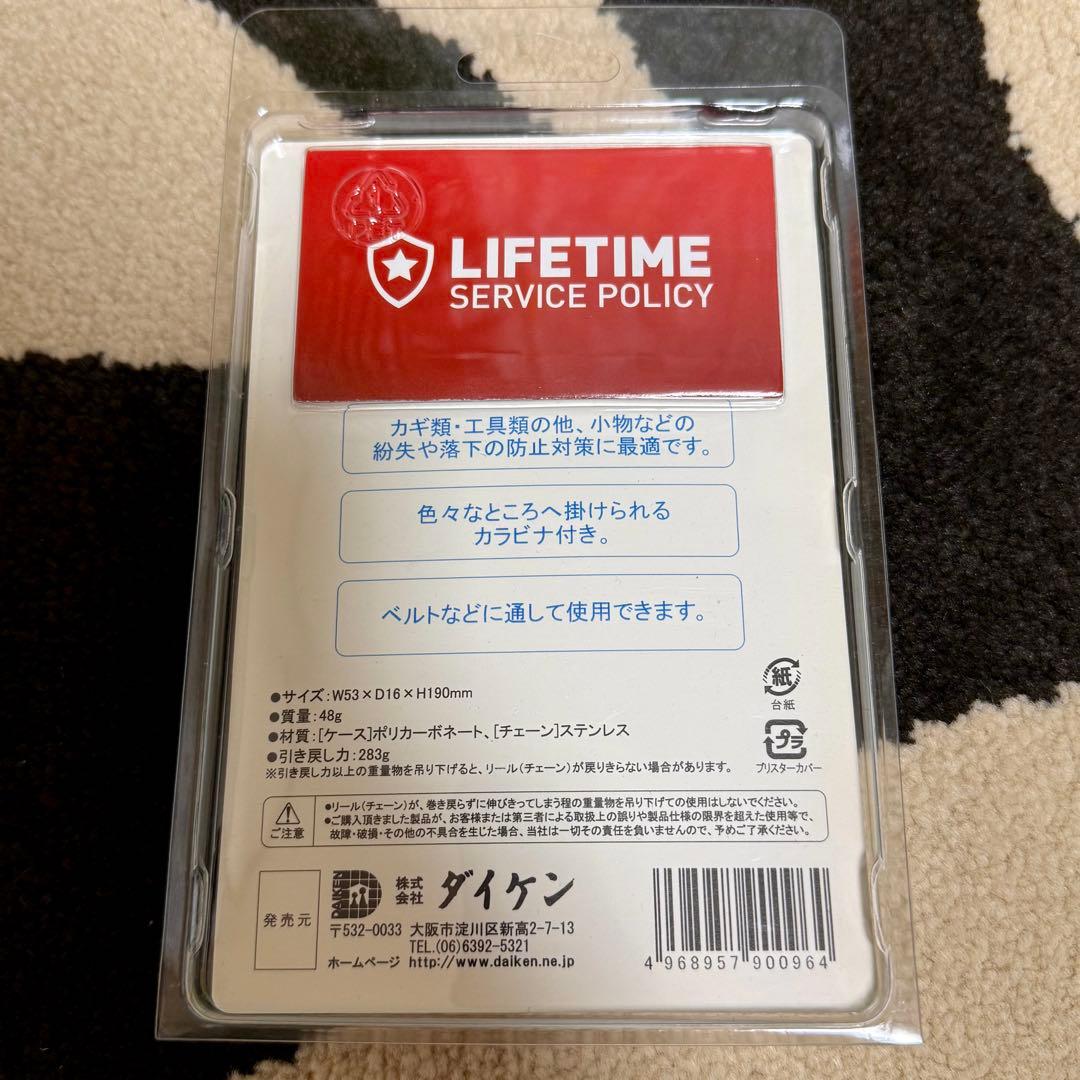 PET
LIFETIME
SERVICE POLICY
カギ類・工具類の他、小物などの
紛失や落下の防止対策に最適です。
色々なところへ掛けられる
カラビナ付き。
ベルトなどに通して使用できます。
●サイズ：W53×D16×H190mm
●質量：48g
●材質：[ケース]ポリカーボネート、[チェーン]ステンレス
●引き戻し力：283g
※引き戻し力以上の重量物を吊り下げると、リール(チェーン)が戻りきらない場合があります。
紙
台紙
プラ
ブリスターカバー
ご注意
●リール(チェーン)が、巻き戻らずに伸びきってしまう程の重量物を吊り下げての使用はしないでください。
●ご購入頂きました製品が、お客様または第三者による取扱上の誤りや製品仕様の限界を超えた使用等で、
故障・破損・その他の不具合を生じた場合、当社は一切その責任を負いませんので、予めご了承ください。
発売元
DAIKEN
株式会社 ダイケン
〒532-0033 大阪市淀川区新高2-7-13
TEL.(06)6392-5321
ホームページ http://www.daiken.ne.jp
4 968957 900964